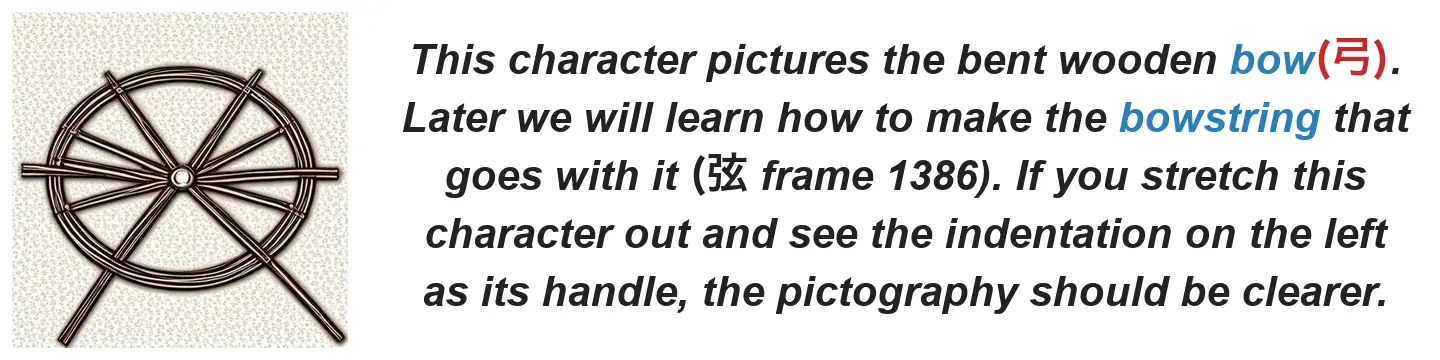 This character pictures the bent wooden bow(弓).
Later we will learn how to make the bowstring that
goes with it (弦 frame 1386). If you stretch this
character out and see the indentation on the left
as its handle, the pictography should be clearer.